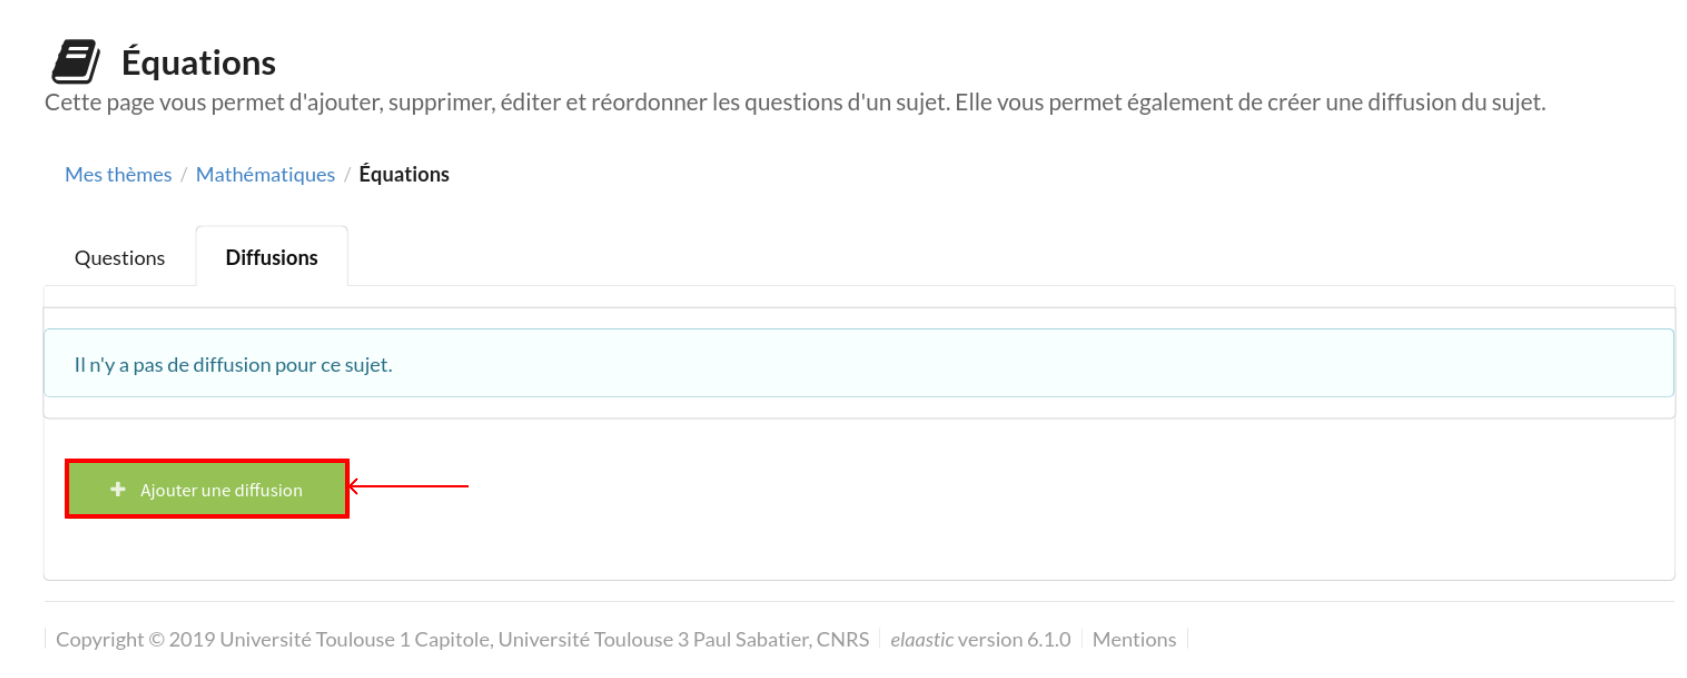 Équations
Cette page vous permet d'ajouter, supprimer, éditer et réordonner les questions d'un sujet. Elle vous permet également de créer une diffusion du sujet.
Mes thèmes / Mathématiques / Équations
Questions Diffusions
Il n'y a pas de diffusion pour ce sujet.
+ Ajouter une diffusion
Copyright © 2019 Université Toulouse 1 Capitole, Université Toulouse 3 Paul Sabatier, CNRS elaastic version 6.1.0 Mentions